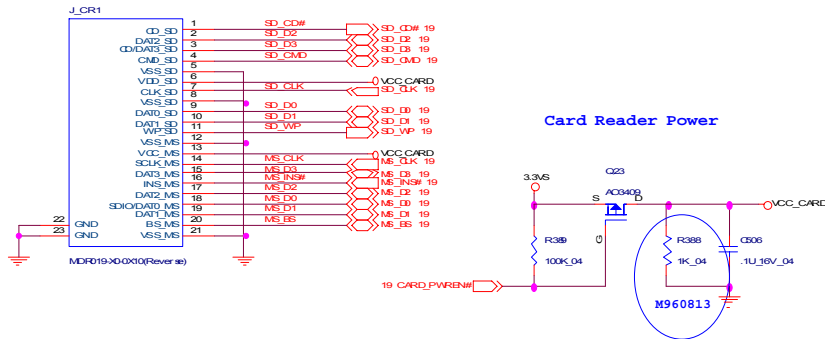 J_CR1
CD_SD 1 SD_CD# SD_CD# 19
DAT2_SD 2 SD_D2 SD_D2 19
CD/DAT3_SD 3 SD_D3 SD_D3 19
CMD_SD 4 SD_CMD SD_CMD 19
VSS_SD 5
VDD_SD 6 VCC_CARD
CLK_SD 7 SD_CLK SD_CLK 19
VSS_SD 8
DAT0_SD 9 SD_D0 SD_D0 19
DAT1_SD 10 SD_D1 SD_D1 19
WP_SD 11 SD_WP SD_WP 19
VSS_MS 12
VCC_MS 13 VCC_CARD
SCLK_MS 14 MS_CLK MS_CLK 19
DAT3_MS 15 MS_D3 MS_D3 19
INS_MS 16 MS_INS# MS_INS# 19
DAT2_MS 17 MS_D2 MS_D2 19
SDIO/DAT0_MS 18 MS_D0 MS_D0 19
DAT1_MS 19 MS_D1 MS_D1 19
22 GND BS_MS 20 MS_BS MS_BS 19
23 GND VSS_MS 21
MDR019-X0-0X10(Reverse)
Card Reader Power
3.3VS
Q23
AO3409
S D
G
VCC_CARD
R389
100K_04
R388
1K_04
C506
.1U_16V_04
19 CARD_PWREN#
M960813